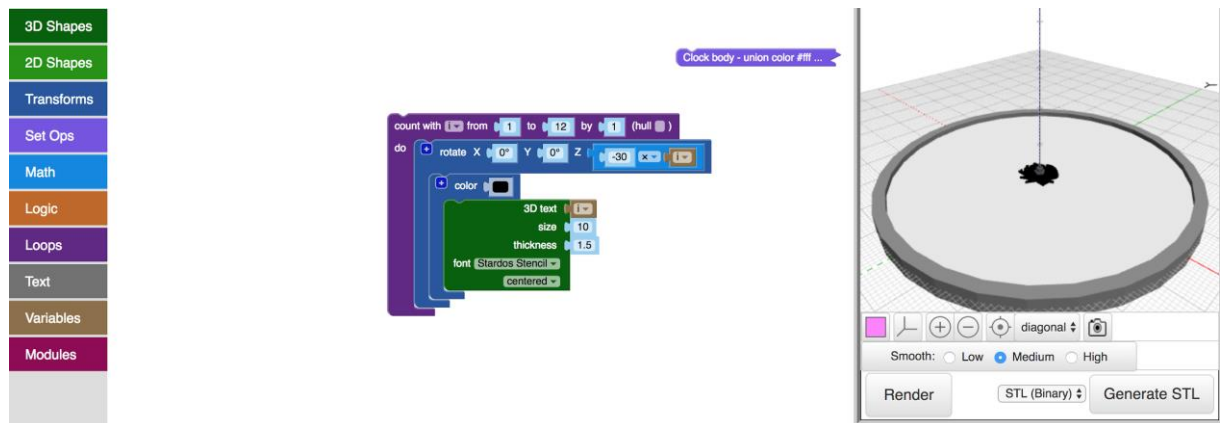 3D Shapes
2D Shapes
Transforms
Set Ops
Math
Logic
Loops
Text
Variables
Modules
Clock body - union color #fff ...
count with i from 1 to 12 by 1 (hull )
do rotate X 0° Y 0° Z -30 × i
color
3D text i
size 10
thickness 1.5
font Stardos Stencil
centered
Y
diagonal
Smooth: Low Medium High
Render STL (Binary) Generate STL